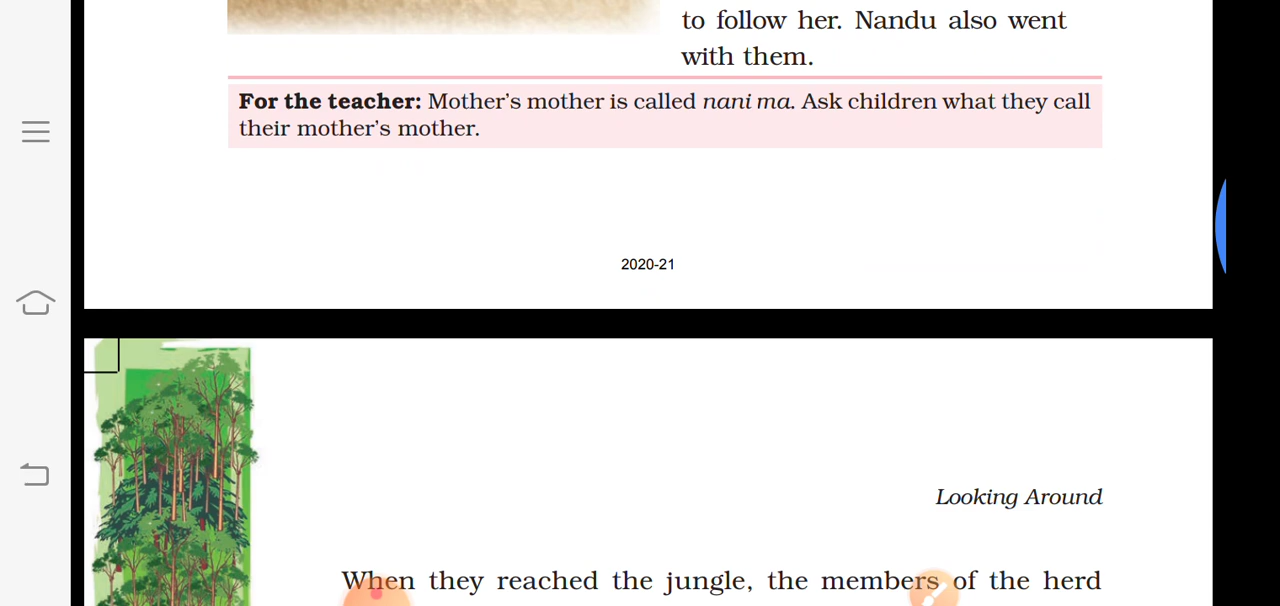 to follow her. Nandu also went
with them.
For the teacher: Mother's mother is called nani ma. Ask children what they call
their mother's mother.
2020-21
Looking Around
When they reached the jungle, the members of the herd